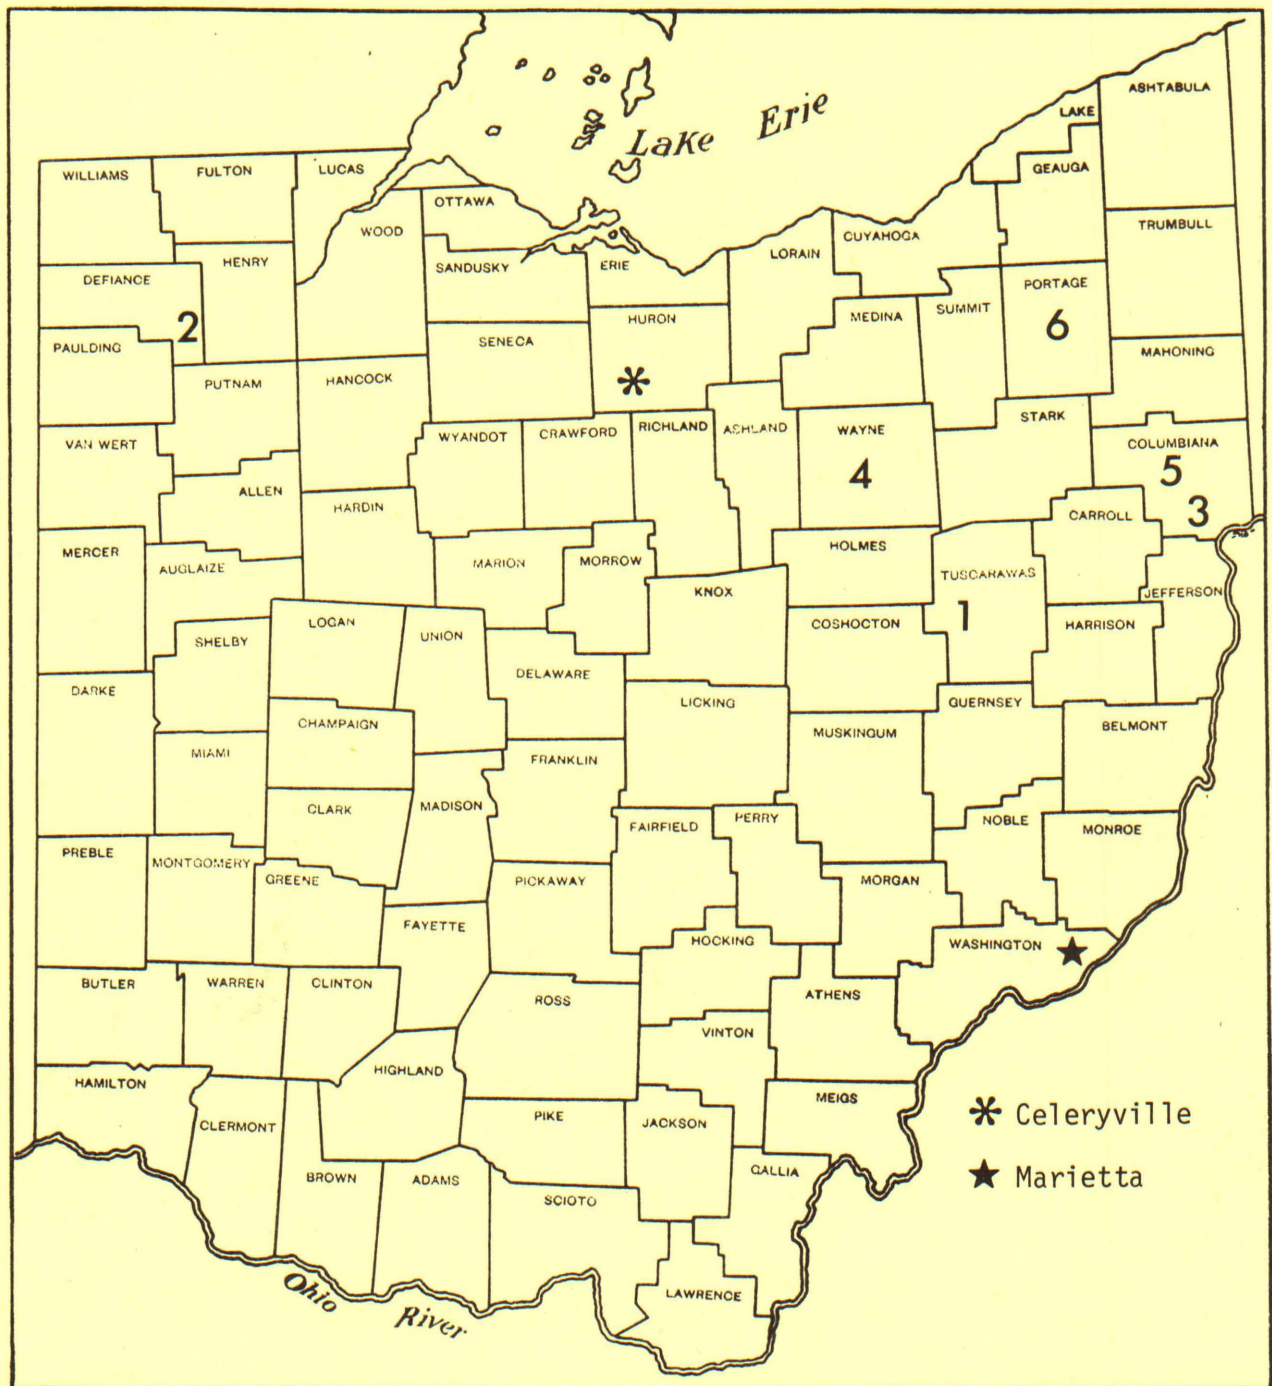 Lake Erie
ASHTABULA
LAKE
GEAUGA
WILLIAMS
FULTON
LUCAS
OTTAWA
WOOD
CUYAHOGA
TRUMBULL
LORAIN
HENRY
SANDUSKY
ERIE
DEFIANCE
PORTAGE
2
6
SUMMIT
MEDINA
HURON
PAULDING
SENECA
MAHONING
PUTNAM
HANCOCK
STARK
VAN WERT
WYANDOT
CRAWFORD
RICHLAND
ASHLAND
WAYNE
COLUMBIANA
4
5
3
ALLEN
HARDIN
CARROLL
MERCER
AUGLAIZE
MARION
MORROW
HOLMES
TUSCARAWAS
1
JEFFERSON
KNOX
LOGAN
UNION
COSHOCTON
HARRISON
SHELBY
DELAWARE
DARKE
LICKING
GUERNSEY
CHAMPAIGN
MUSKINGUM
BELMONT
MIAMI
FRANKLIN
CLARK
MADISON
FAIRFIELD
PERRY
NOBLE
MONROE
PREBLE
MONTGOMERY
GREENE
PICKAWAY
MORGAN
FAYETTE
HOCKING
WASHINGTON
BUTLER
WARREN
CLINTON
ROSS
ATHENS
VINTON
HAMILTON
HIGHLAND
MEIGS
CLERMONT
PIKE
JACKSON
Celeryville
BROWN
ADAMS
SCIOTO
GALLIA
Marietta
LAWRENCE
Ohio River